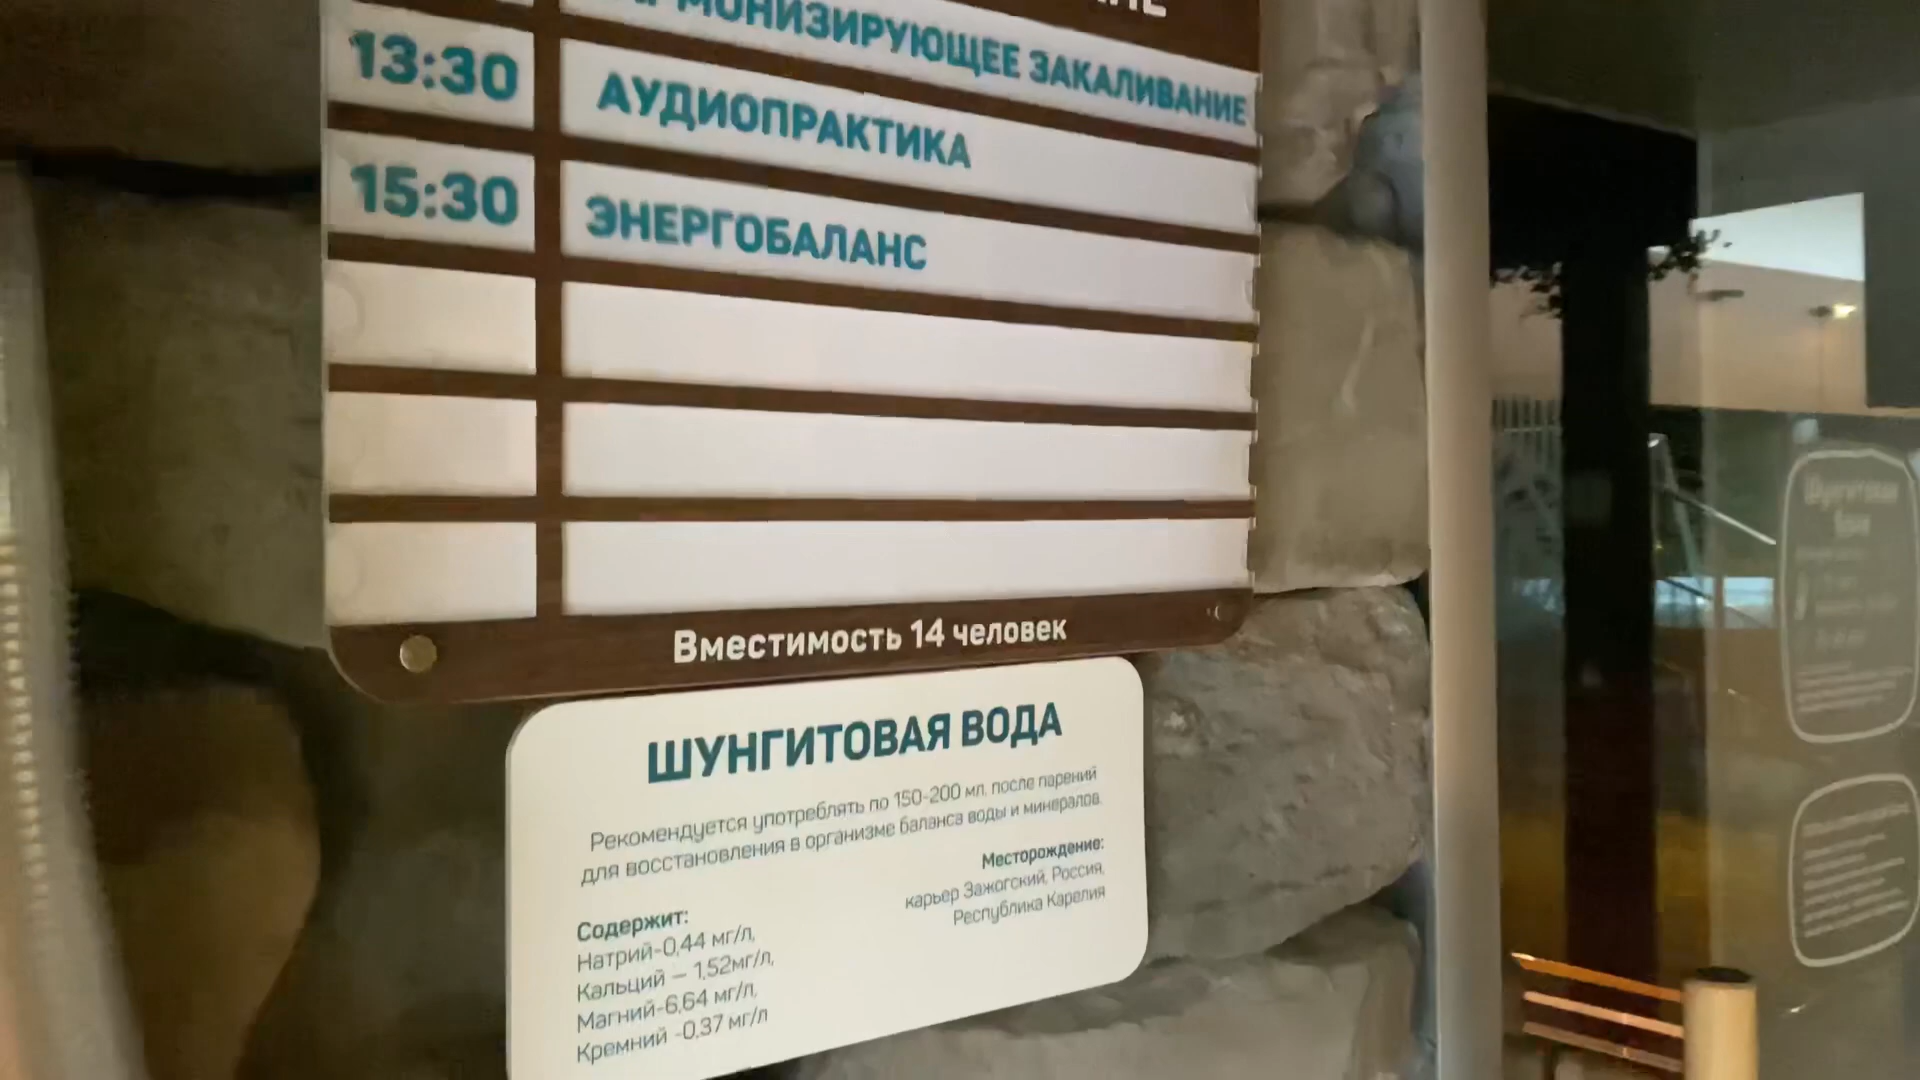 ЗАКАЛИВАНИЕ
13:30 АУДИОПРАКТИКА
15:30 ЭНЕРГОБАЛАНС
Вместимость 14 человек
ШУНГИТОВАЯ ВОДА
Рекомендуется употреблять по 150-200 мл. после парений
для восстановления в организме баланса воды и минералов.
Месторождение:
карьер Зажогский, Россия,
Республика Карелия
Содержит:
Натрий-0,44 мг/л,
Кальций – 1,52мг/л,
Магний-6,64 мг/л,
Кремний -0,37 мг/л
Шунгитовая